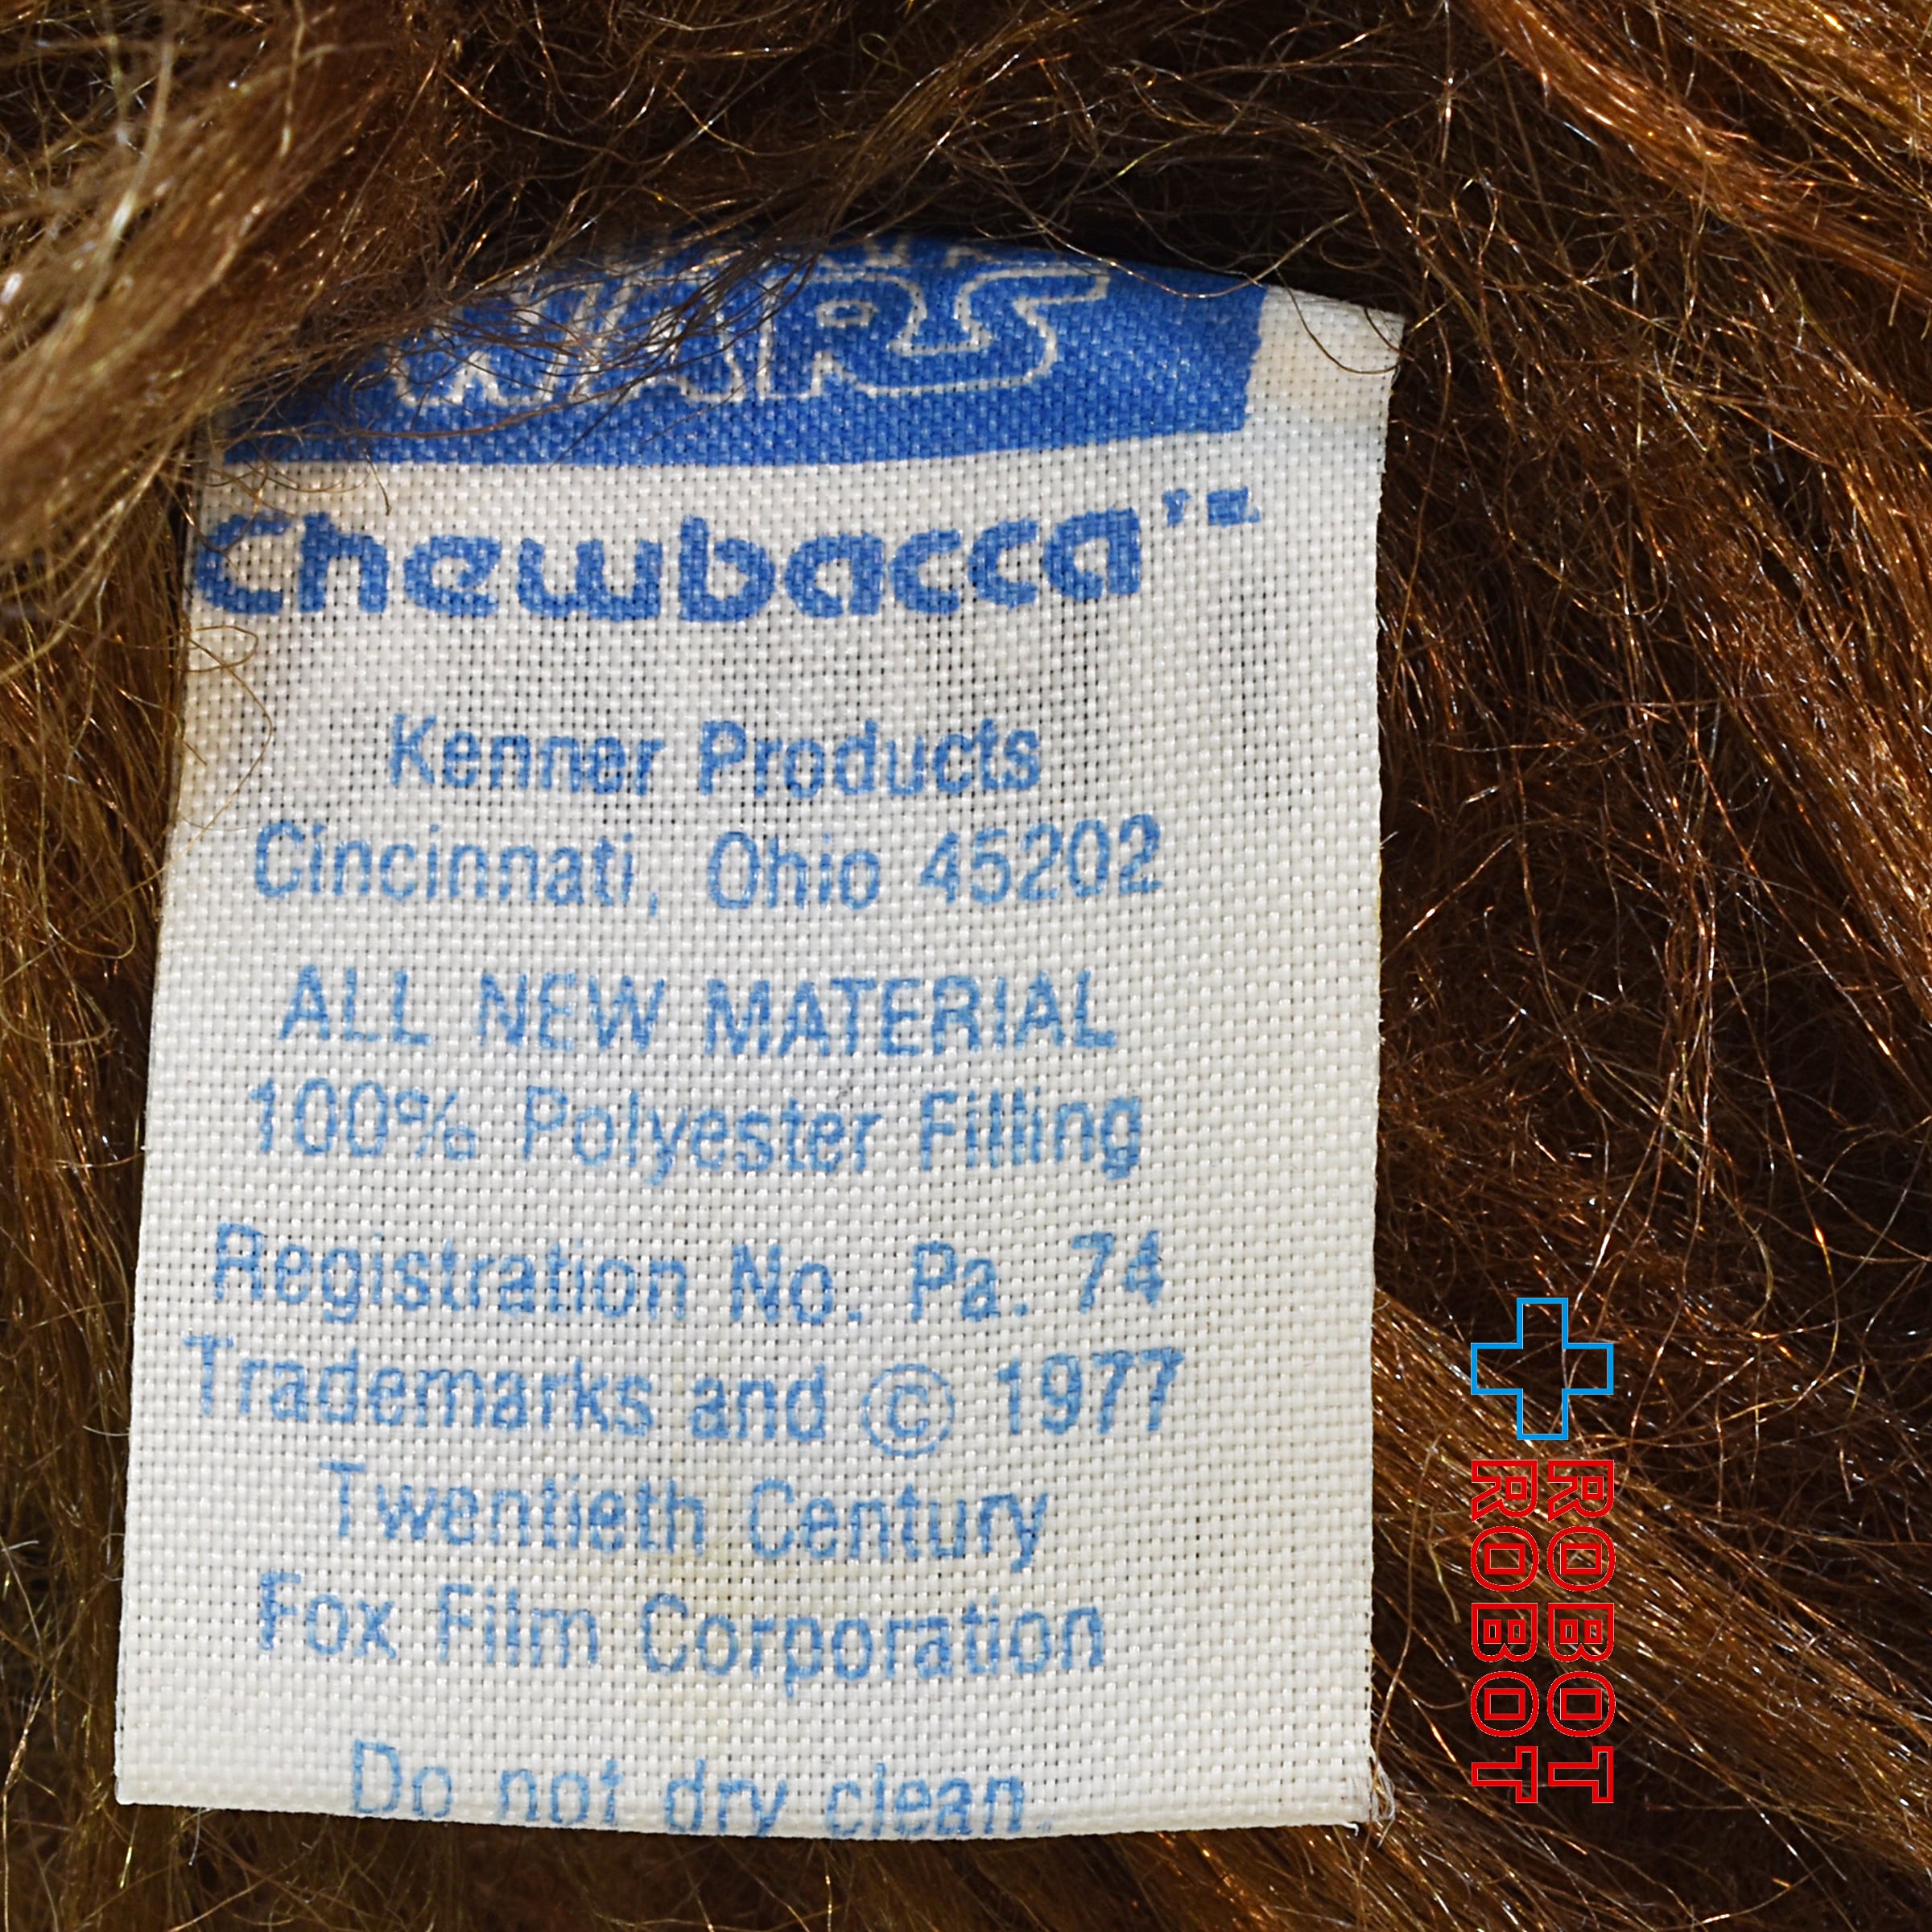 WARS
Chewbacca™
Kenner Products
Cincinnati, Ohio 45202
ALL NEW MATERIAL
100% Polyester Filling
Registration No. Pa. 74
Trademarks and © 1977
Twentieth Century
Fox Film Corporation
Do not dry clean.
ROBOT
ROBOT